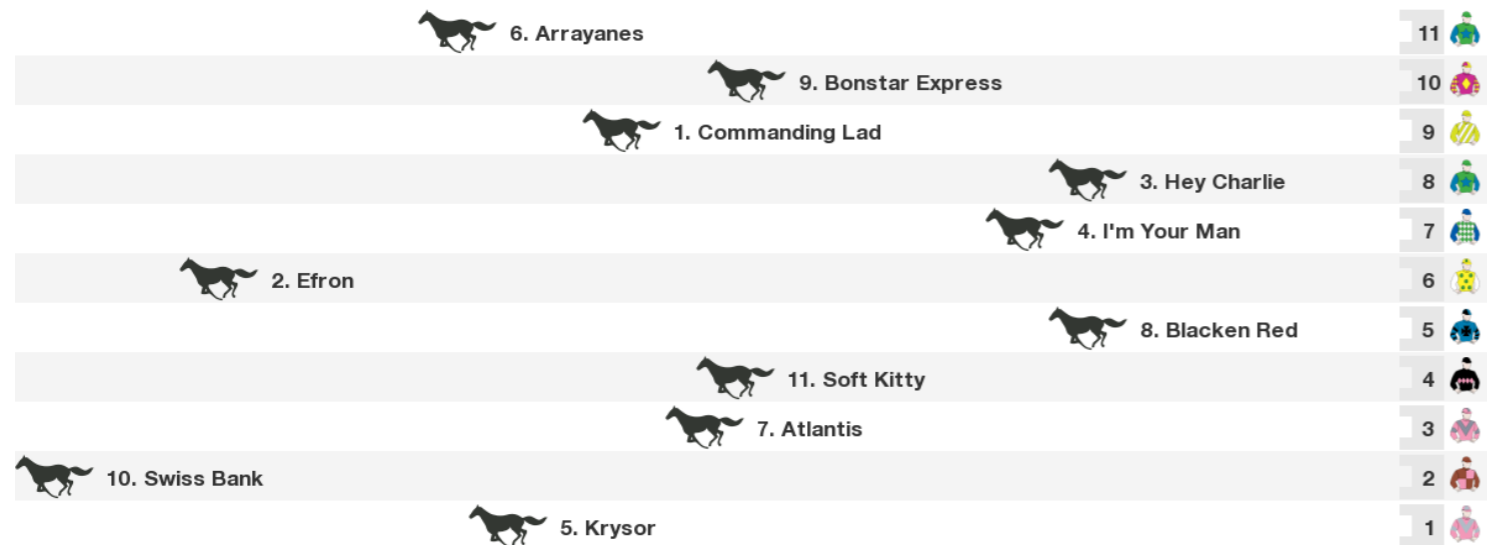 6. Arrayanes 11
9. Bonstar Express 10
1. Commanding Lad 9
3. Hey Charlie 8
4. I'm Your Man 7
2. Efron 6
8. Blacken Red 5
11. Soft Kitty 4
7. Atlantis 3
10. Swiss Bank 2
5. Krysor 1